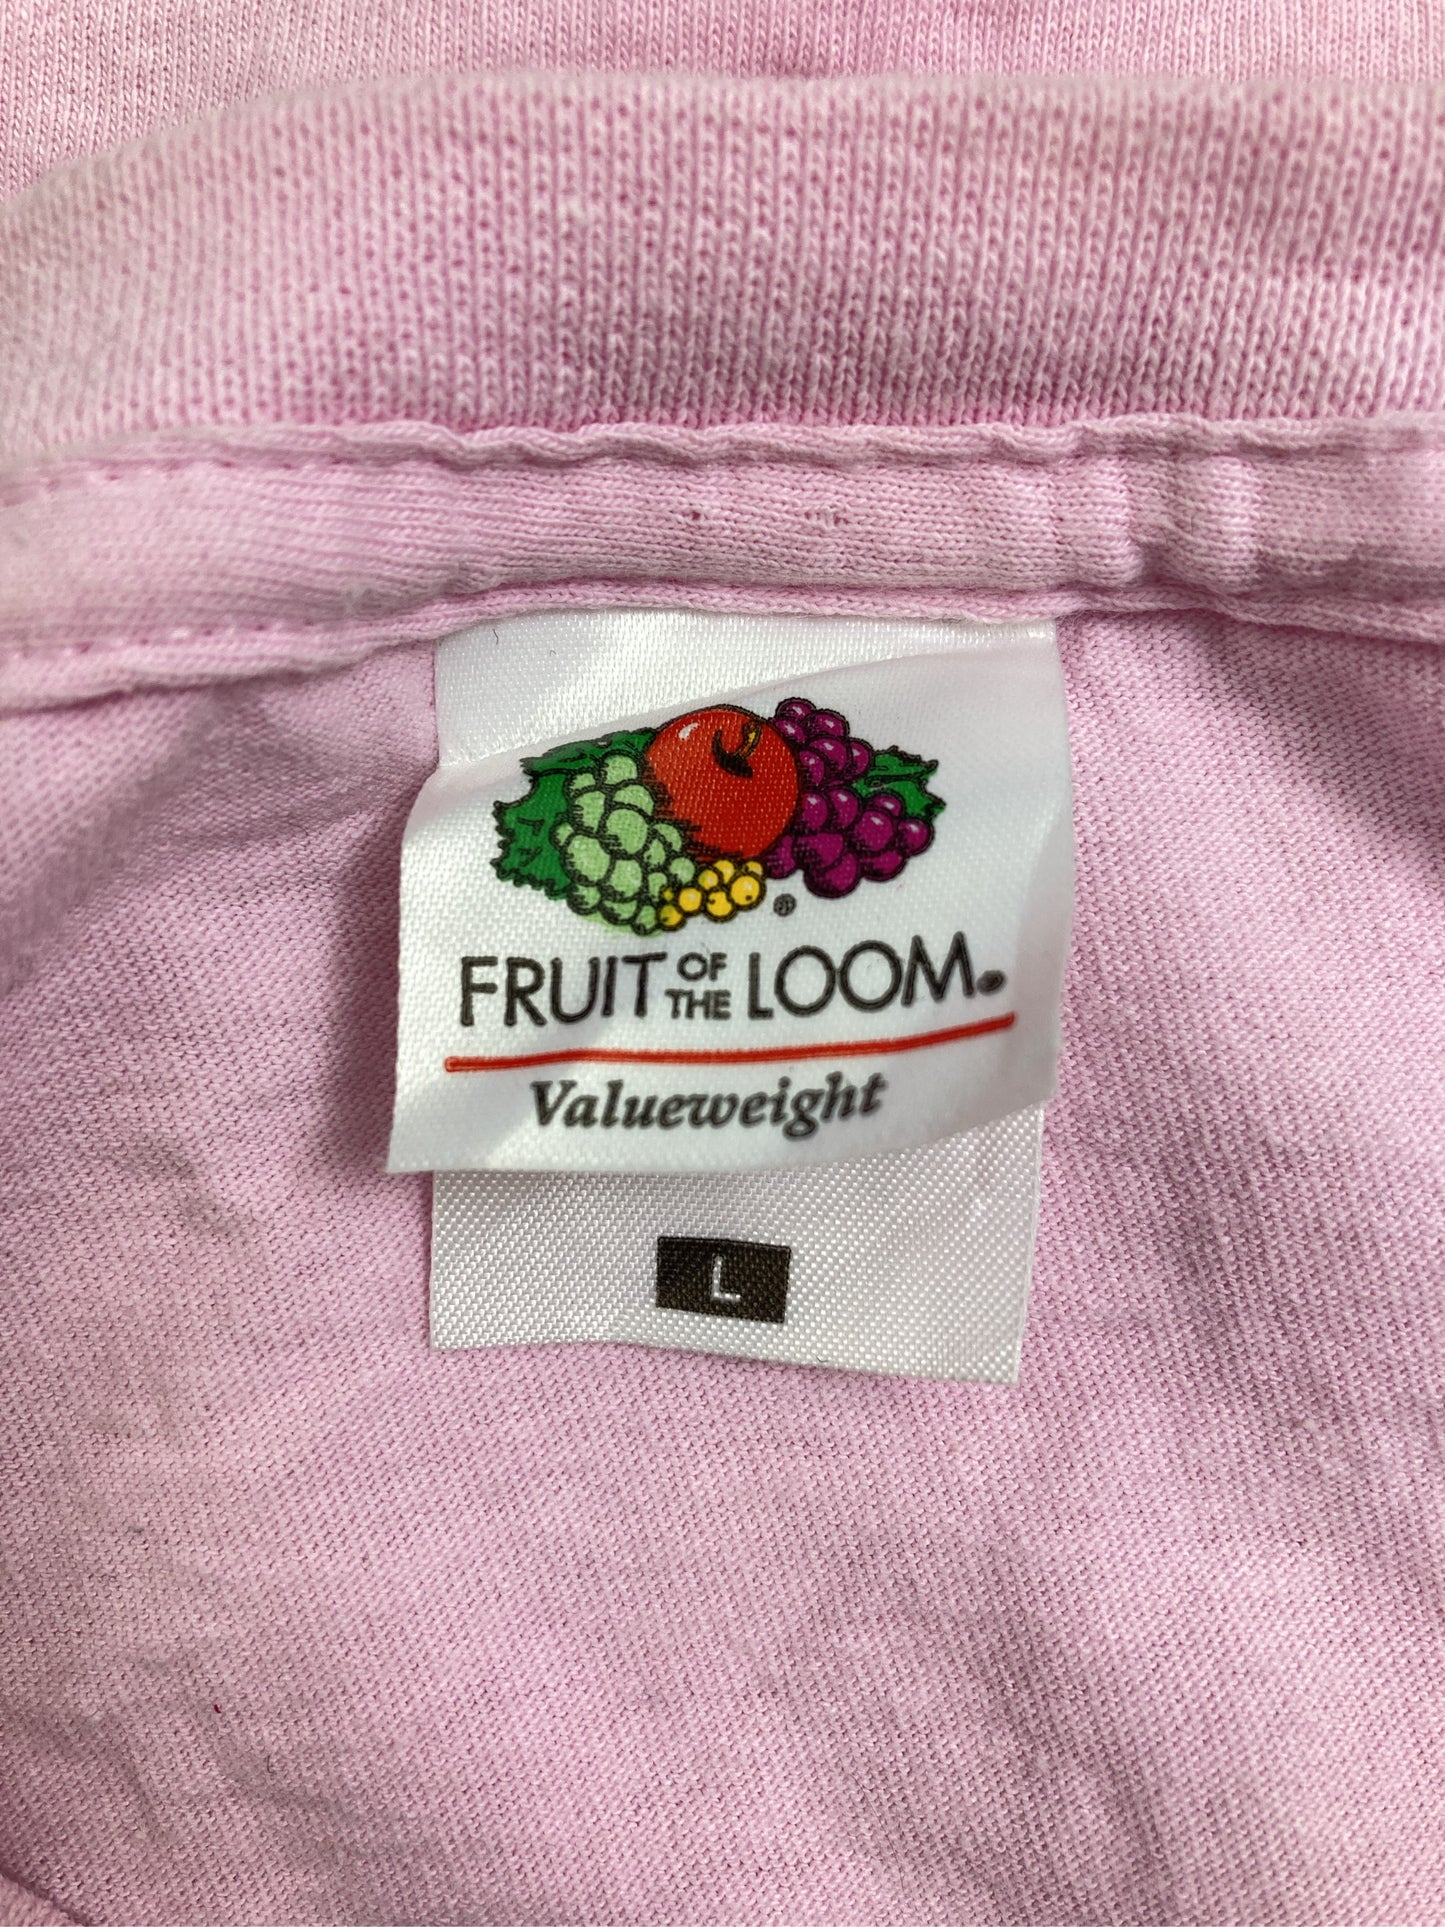 ®
FRUIT OF THE LOOM®
Valueweight
L